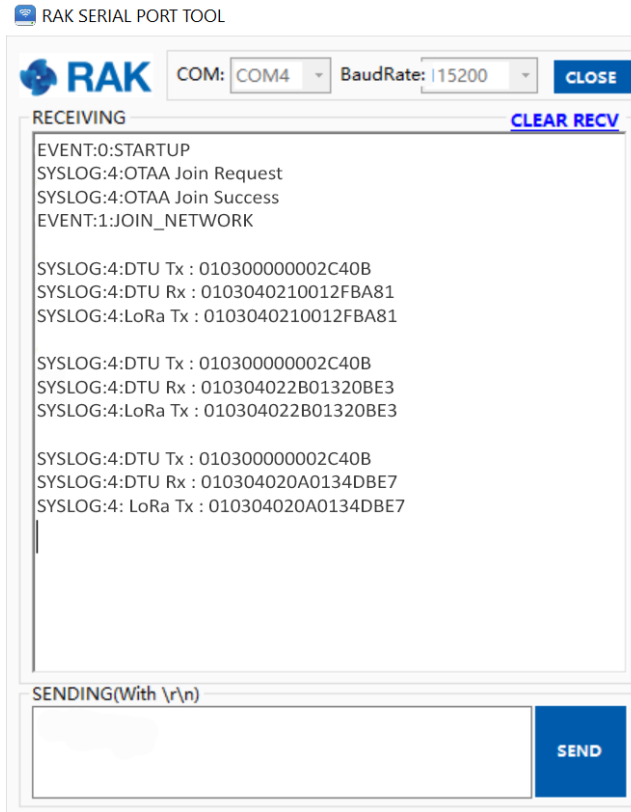 RAK SERIAL PORT TOOL
RAK COM: COM4 BaudRate: 115200 CLOSE
RECEIVING CLEAR RECV
EVENT:0:STARTUP
SYSLOG:4:OTAA Join Request
SYSLOG:4:OTAA Join Success
EVENT:1:JOIN_NETWORK
SYSLOG:4:DTU Tx : 010300000002C40B
SYSLOG:4:DTU Rx : 0103040210012FBA81
SYSLOG:4:LoRa Tx : 0103040210012FBA81
SYSLOG:4:DTU Tx : 010300000002C40B
SYSLOG:4:DTU Rx : 010304022B01320BE3
SYSLOG:4:LoRa Tx : 010304022B01320BE3
SYSLOG:4:DTU Tx : 010300000002C40B
SYSLOG:4:DTU Rx : 010304020A0134DBE7
SYSLOG:4: LoRa Tx : 010304020A0134DBE7
SENDING(With \r\n)
SEND